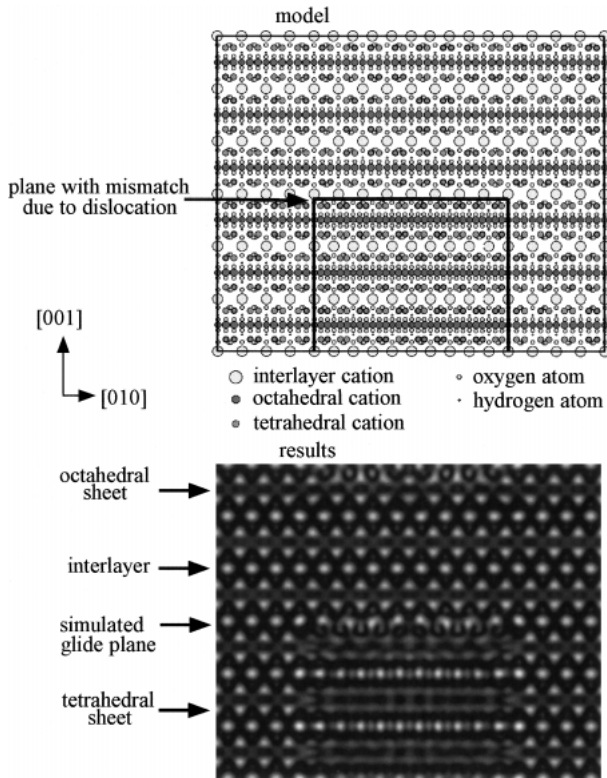 model
plane with mismatch
due to dislocation
[001]
[010]
interlayer cation
octahedral cation
tetrahedral cation
oxygen atom
hydrogen atom
results
octahedral
sheet
interlayer
simulated
glide plane
tetrahedral
sheet